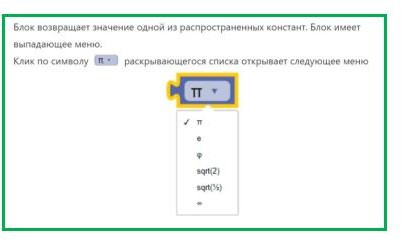 Блок возвращает значение одной из распространенных констант. Блок имеет
выпадающее меню.
Клик по символу π раскрывающегося списка открывает следующее меню
π
✓ π
e
φ
sqrt(2)
sqrt(½)
∞